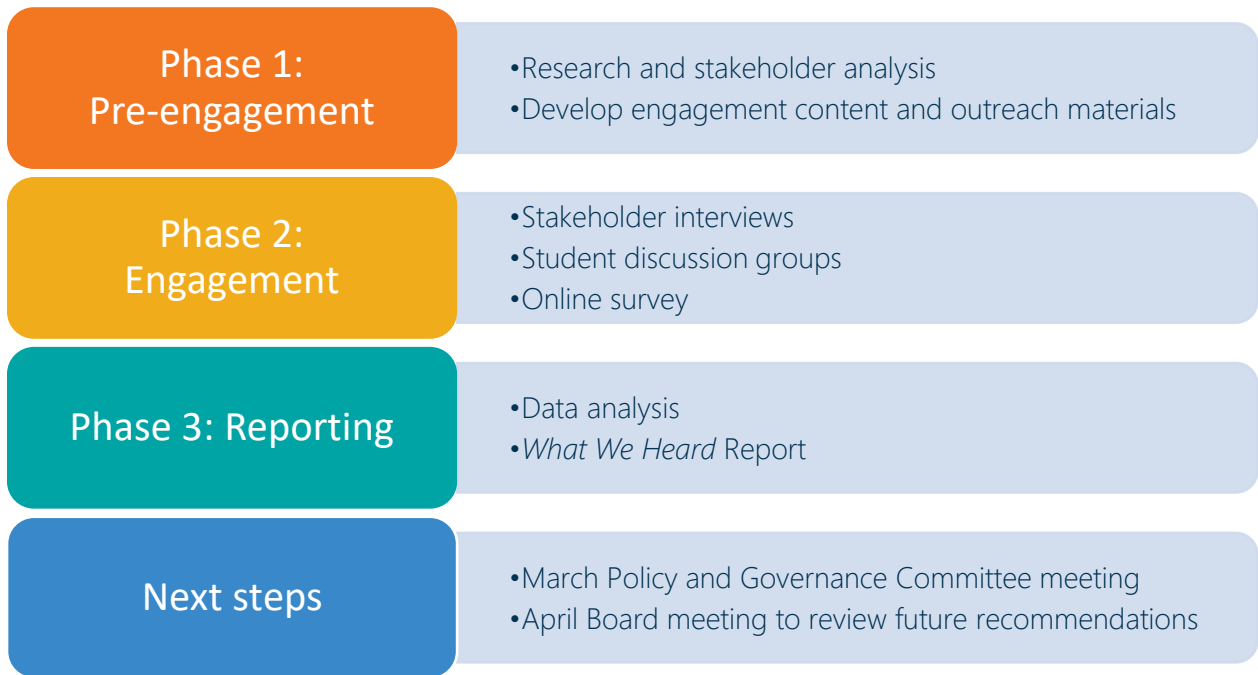 Phase 1:
Pre-engagement
•Research and stakeholder analysis
•Develop engagement content and outreach materials
Phase 2:
Engagement
•Stakeholder interviews
•Student discussion groups
•Online survey
Phase 3: Reporting
•Data analysis
•What We Heard Report
Next steps
•March Policy and Governance Committee meeting
•April Board meeting to review future recommendations